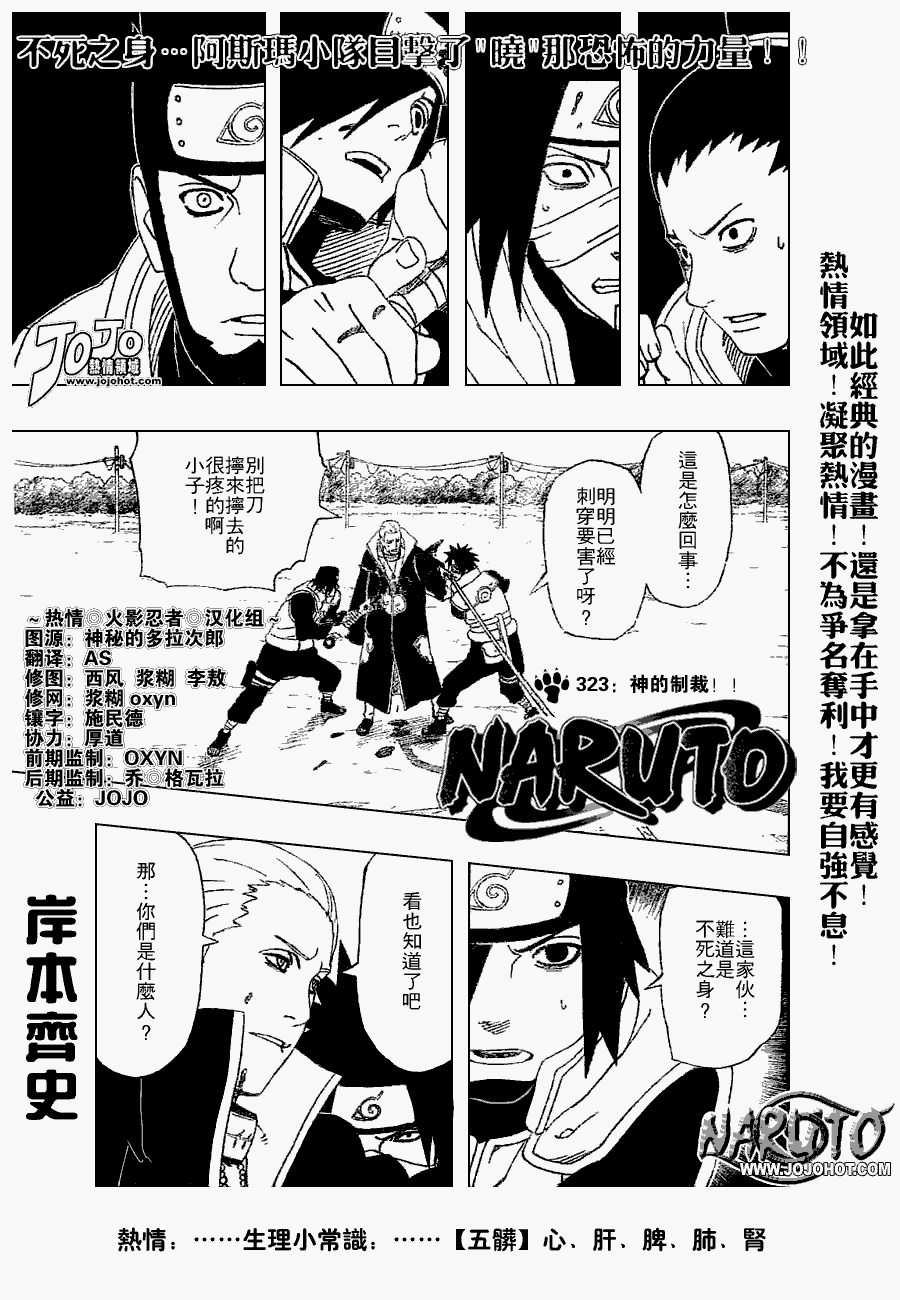 不死之身…阿斯瑪小隊目擊了"曉"那恐怖的力量！！
JOJO
熱情領域
www.jojohot.com
如此經典的漫畫！還是拿在手中才更有感覺！
熱情領域！凝聚熱情！不為爭名奪利！我要自強不息！
這是怎麼回事…
明明已經
刺穿要害了呀？
別把刀
擰來擰去的
很疼的啊
小子！
～热情◎火影忍者◎汉化组～
图源：神秘的多拉次郎
翻译：AS
修图：西风 浆糊 李敖
修网：浆糊 oxyn
镶字：施民德
协力：厚道
前期监制：OXYN
后期监制：乔◎格瓦拉
公益：JOJO
323：神的制裁！！
NARUTO
…這家伙…
難道是
不死之身？
看也知道了吧
那…你們是什麼人？
岸本齊史
NARUTO
WWW.JOJOHOT.COM
熱情：……生理小常識：……【五髒】心、肝、脾、肺、腎